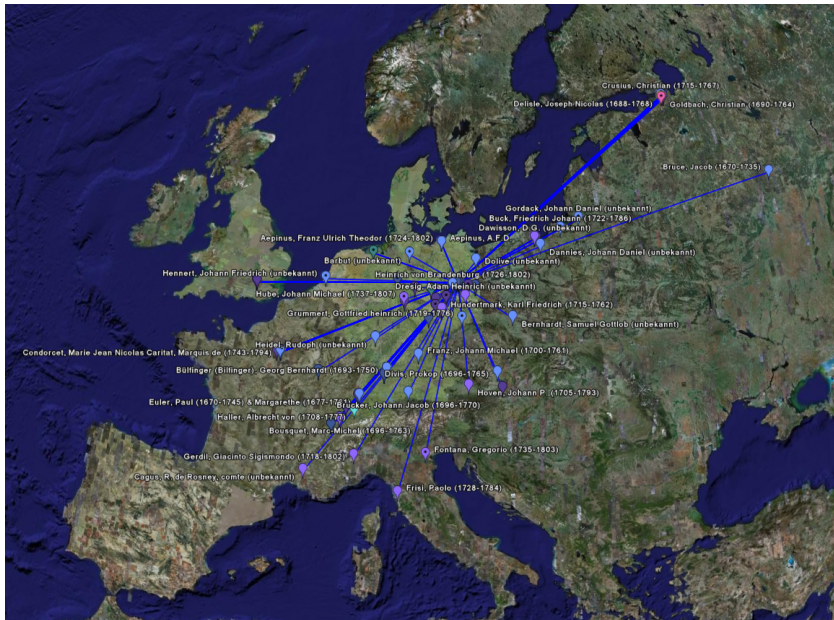 Crusius, Christian (1715-1767)
Delisle, Joseph Nicolas (1688-1768)
Goldbach, Christian (1690-1764)
Bruce, Jacob (1670-1735)
Gordack, Johann Daniel (unbekannt)
Buck, Friedrich Johann (1722-1786)
Dawisson, D.G. (unbekannt)
Aepinus, Franz Ulrich Theodor (1724-1802)
Aepinus, A.F.D.
Dannies, Johann Daniel (unbekannt)
Barbut (unbekannt)
Dolive (unbekannt)
Hennert, Johann Friedrich (unbekannt)
Heinrich von Brandenburg (1726-1802)
Dresig, Adam Heinrich (unbekannt)
Hube, Johann Michael (1737-1807)
Hundertmark, Karl Friedrich (1715-1762)
Grummert, Gottfried heinrich (1719-1776)
Bernhardt, Samuel Gottlob (unbekannt)
Heidel, Rudoph (unbekannt)
Condorcet, Marie Jean Nicolas Caritat, Marquis de (1743-1794)
Franz, Johann Michael (1700-1761)
Bülfinger (Bilfinger), Georg Bernhardt (1693-1750)
Divis, Prokop (1696-1765)
Hoven, Johann P. (1705-1793)
Euler, Paul (1670-1745) & Margarethe (1677-
Brucker, Johann Jacob (1696-1770)
Haller, Albrecht von (1708-1777)
Bousquet, Marc-Michel (1696-1763)
Fontana, Gregorio (1735-1803)
Gerdil, Giacinto Sigismondo (1718-1802)
Cagus, R. de Rosney, comte (unbekannt)
Frisi, Paolo (1728-1784)